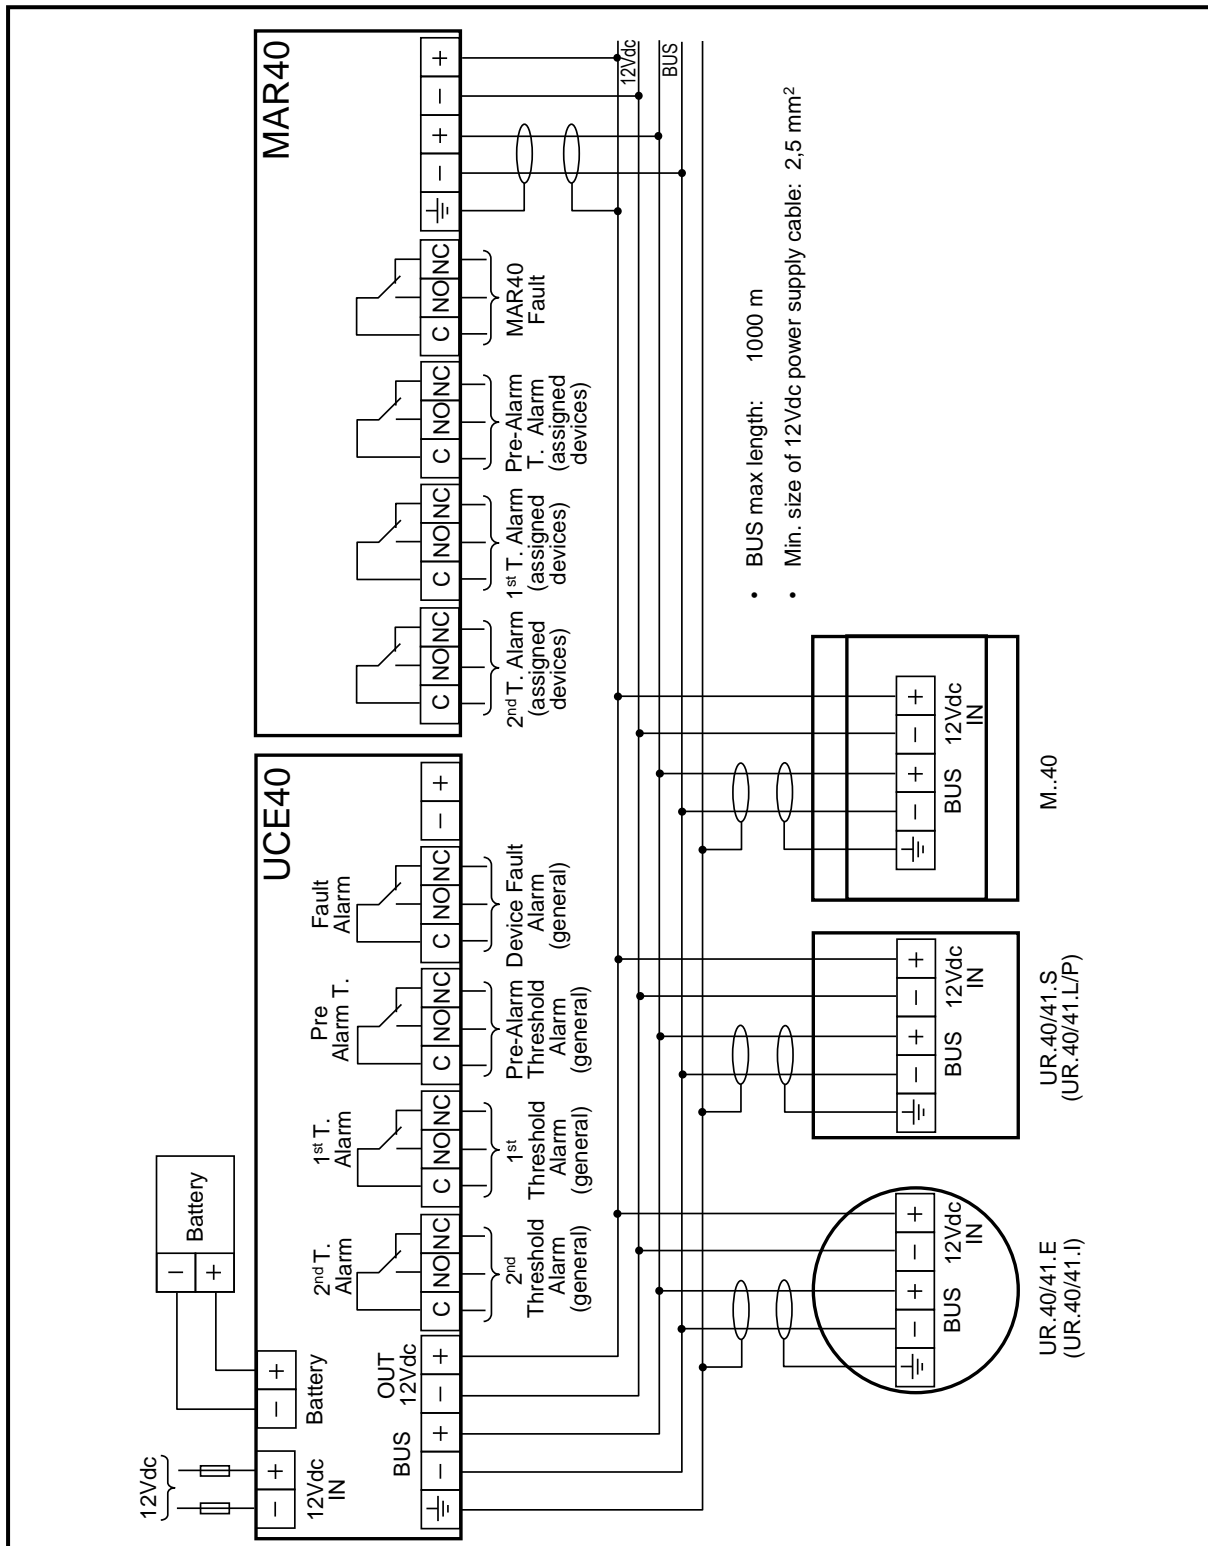 12Vdc
− +
12Vdc
IN
− +
Battery
Battery
− +
UCE40
2nd T.
Alarm
1st T.
Alarm
Pre
Alarm T.
Fault
Alarm
BUS
OUT
12Vdc
− + − +
C NO NC
C NO NC
C NO NC
C NO NC
− +
2nd
Threshold
Alarm
(general)
1st
Threshold
Alarm
(general)
Pre-Alarm
Threshold
Alarm
(general)
Device Fault
Alarm
(general)
MAR40
C NO NC
C NO NC
C NO NC
C NO NC
− + − +
2nd T. Alarm
(assigned
devices)
1st T. Alarm
(assigned
devices)
Pre-Alarm
T. Alarm
(assigned
devices)
MAR40
Fault
12Vdc
BUS
• BUS max length: 1000 m
• Min. size of 12Vdc power supply cable: 2,5 mm²
− + − +
BUS
12Vdc
IN
UR.40/41.E
(UR.40/41.I)
− + − +
BUS
12Vdc
IN
UR.40/41.S
(UR.40/41.L/P)
− + − +
BUS
12Vdc
IN
M..40